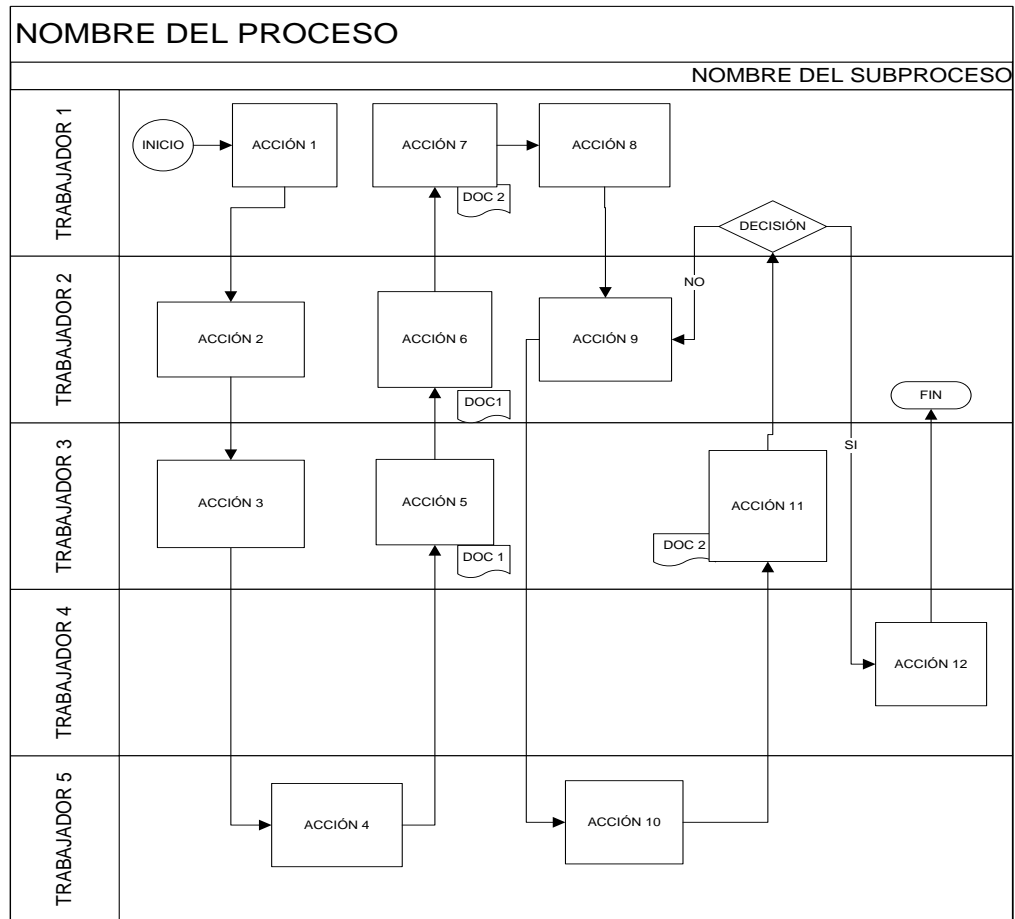 NOMBRE DEL PROCESO
NOMBRE DEL SUBPROCESO
TRABAJADOR 1
INICIO
ACCIÓN 1
ACCIÓN 7
DOC 2
ACCIÓN 8
DECISIÓN
TRABAJADOR 2
ACCIÓN 2
ACCIÓN 6
DOC1
ACCIÓN 9
NO
FIN
TRABAJADOR 3
ACCIÓN 3
ACCIÓN 5
DOC 1
DOC 2
ACCIÓN 11
SI
TRABAJADOR 4
ACCIÓN 12
TRABAJADOR 5
ACCIÓN 4
ACCIÓN 10